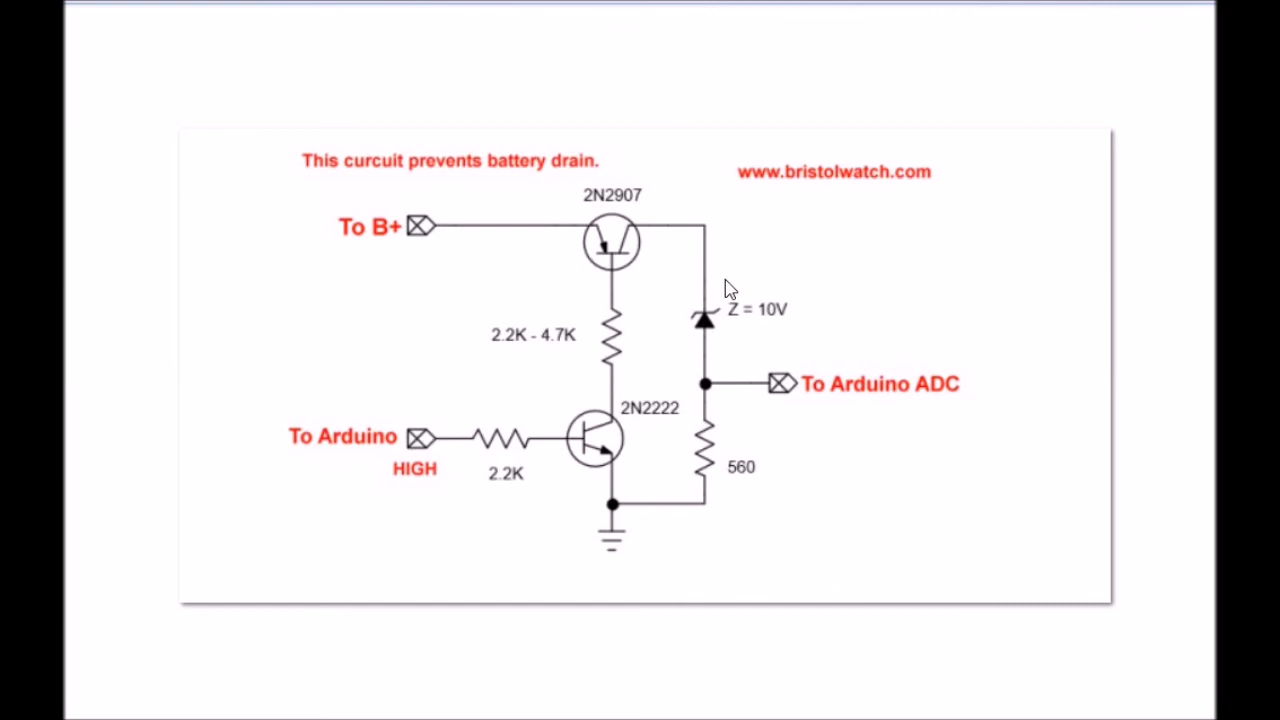 This curcuit prevents battery drain.
www.bristolwatch.com
2N2907
To B+
Z = 10V
2.2K - 4.7K
To Arduino ADC
2N2222
To Arduino
HIGH
2.2K
560